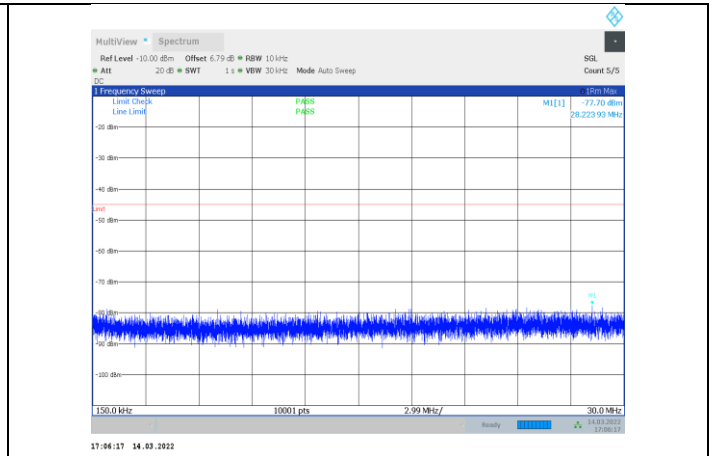 MultiView Spectrum
Ref Level -10.00 dBm Offset 6.79 dB RBW 10 kHz SGL
Att 20 dB SWT 1 s VBW 30 kHz Mode Auto Sweep Count 5/5
DC
1 Frequency Sweep 1Rm Max
Limit Check PASS M1[1] -77.70 dBm
Line Limit PASS 28.223 93 MHz
-20 dBm
-30 dBm
-40 dBm
Limit
-50 dBm
-60 dBm
-70 dBm
M1
-80 dBm
-90 dBm
-100 dBm
150.0 kHz 10001 pts 2.99 MHz/ 30.0 MHz
Ready 14.03.2022
17:06:17
17:06:17 14.03.2022